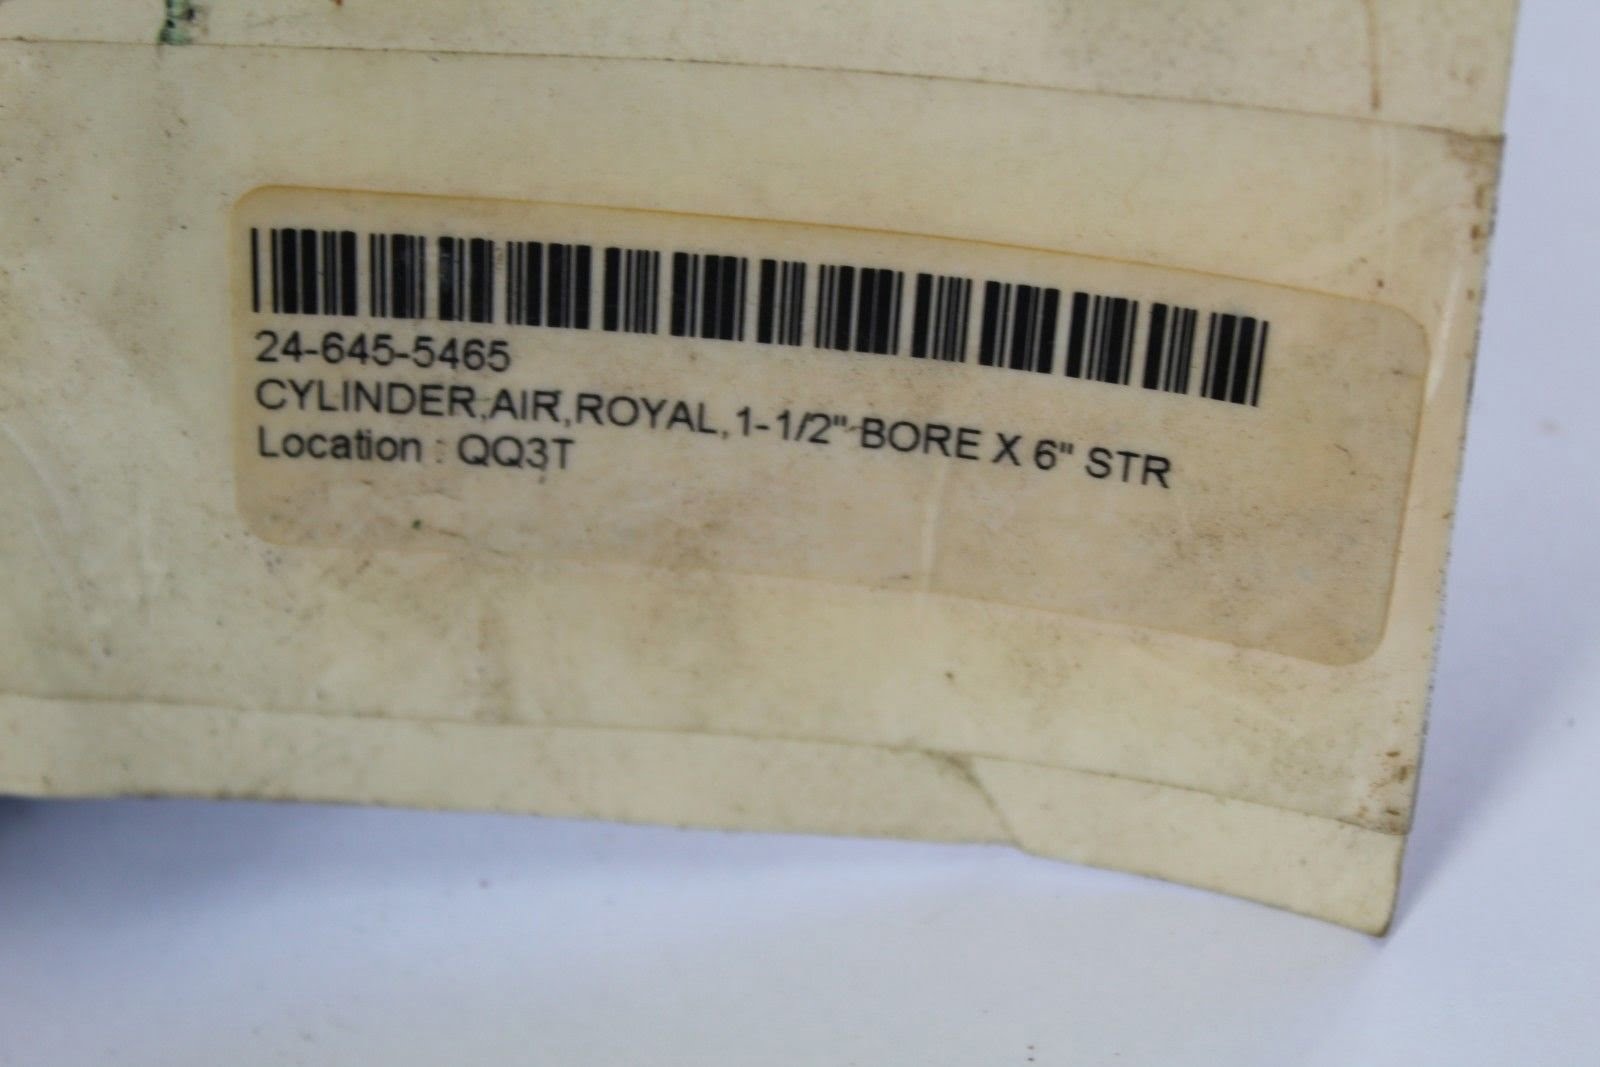 24-645-5465
CYLINDER,AIR,ROYAL,1-1/2" BORE X 6" STR
Location : QQ3T